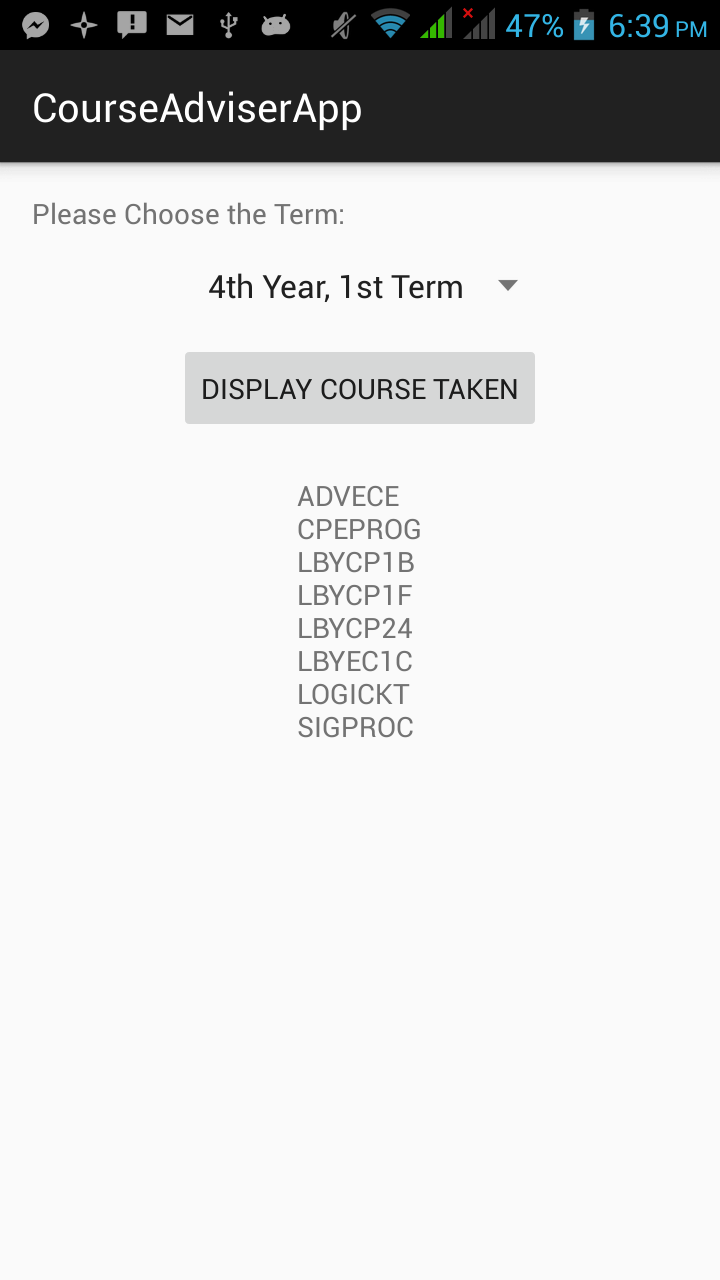 47% 6:39 PM
CourseAdviserApp
Please Choose the Term:
4th Year, 1st Term
DISPLAY COURSE TAKEN
ADVECE
CPEPROG
LBYCP1B
LBYCP1F
LBYCP24
LBYEC1C
LOGICKT
SIGPROC